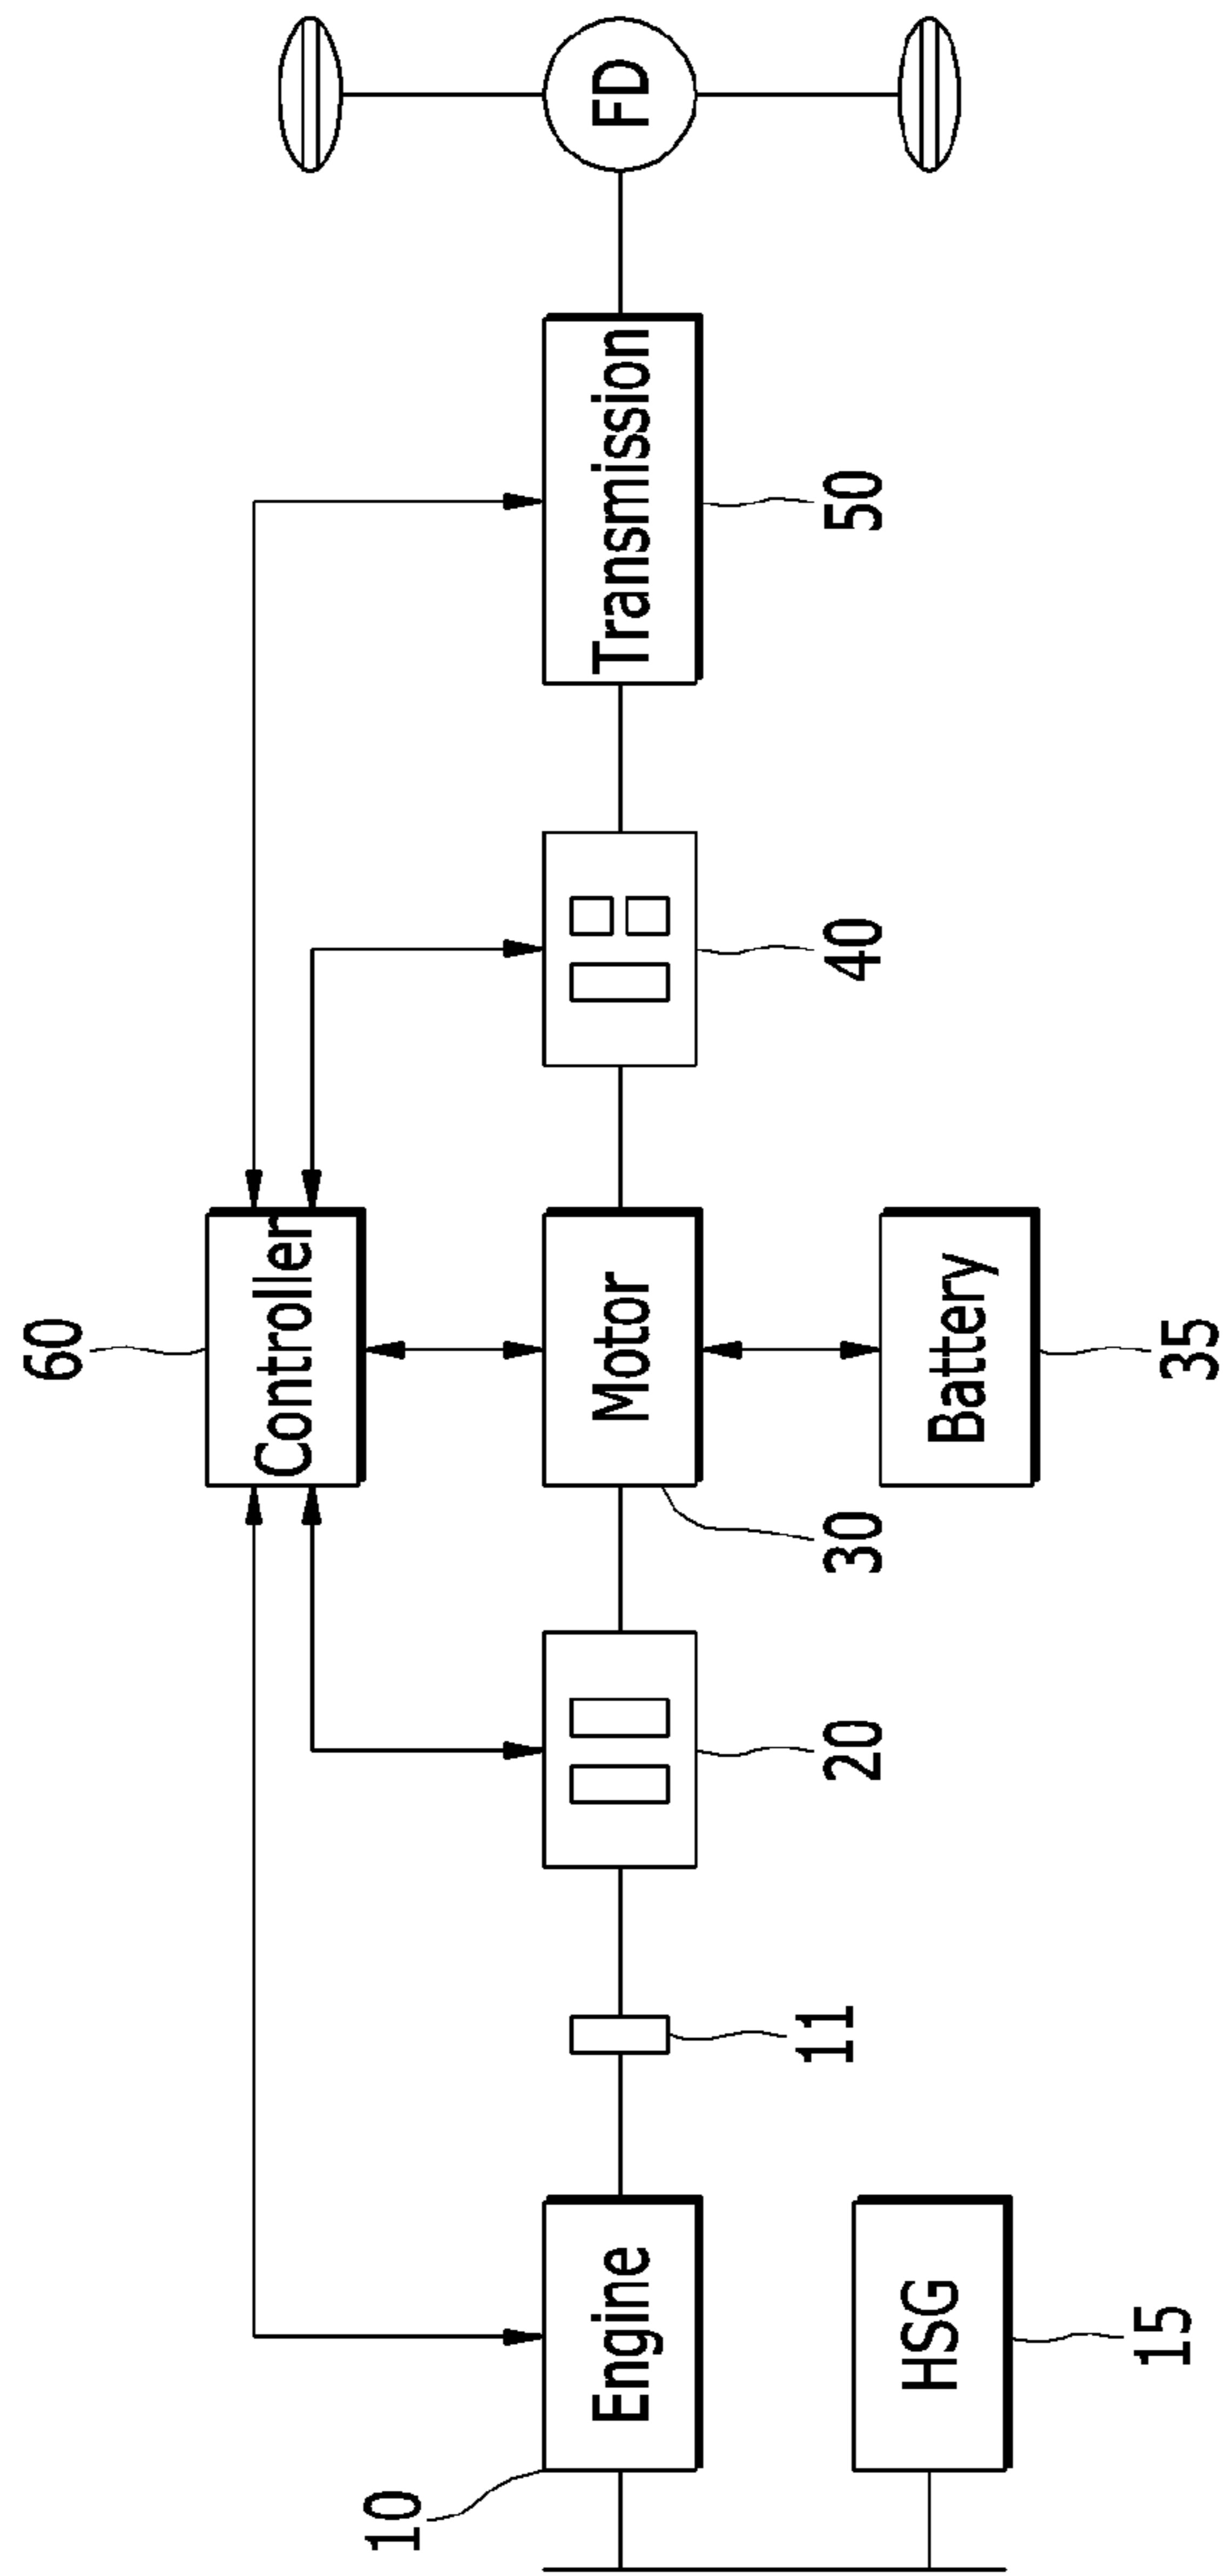 60
Controller
10
Engine
11
20
Motor
30
40
Transmission
50
FD
HSG
15
Battery
35